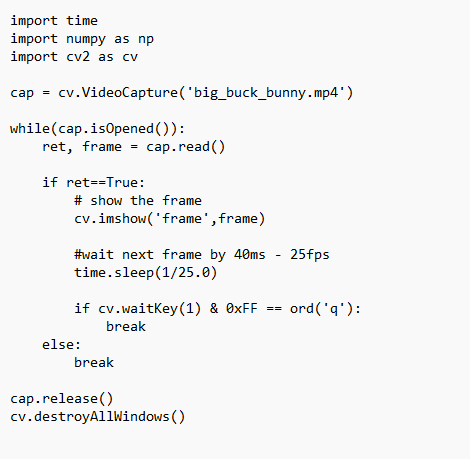 import time
import numpy as np
import cv2 as cv

cap = cv.VideoCapture('big_buck_bunny.mp4')

while(cap.isOpened()):
    ret, frame = cap.read()

    if ret==True:
        # show the frame
        cv.imshow('frame',frame)

        #wait next frame by 40ms - 25fps
        time.sleep(1/25.0)

        if cv.waitKey(1) & 0xFF == ord('q'):
            break
    else:
        break

cap.release()
cv.destroyAllWindows()